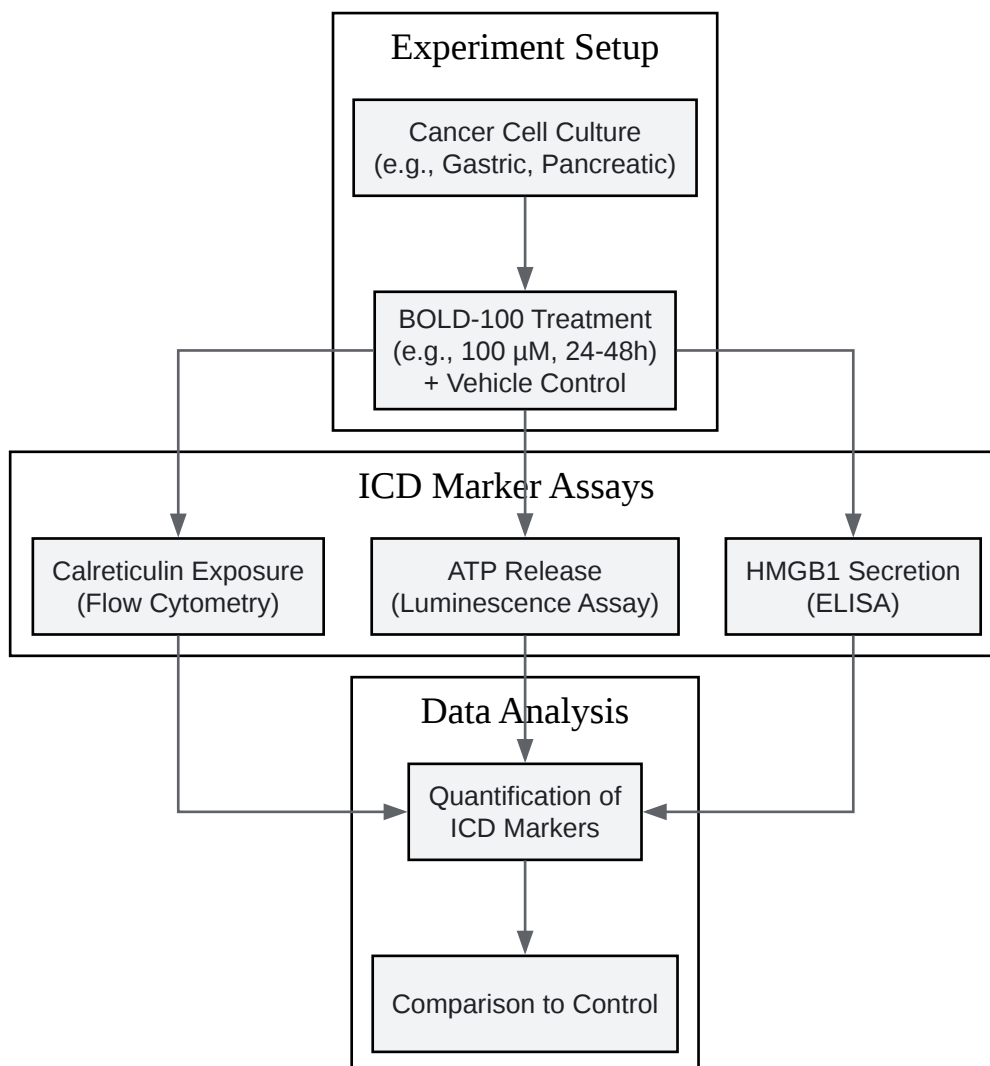 Experiment Setup
Cancer Cell Culture
(e.g., Gastric, Pancreatic)
BOLD-100 Treatment
(e.g., 100 µM, 24-48h)
+ Vehicle Control
ICD Marker Assays
Calreticulin Exposure
(Flow Cytometry)
ATP Release
(Luminescence Assay)
HMGB1 Secretion
(ELISA)
Data Analysis
Quantification of
ICD Markers
Comparison to Control